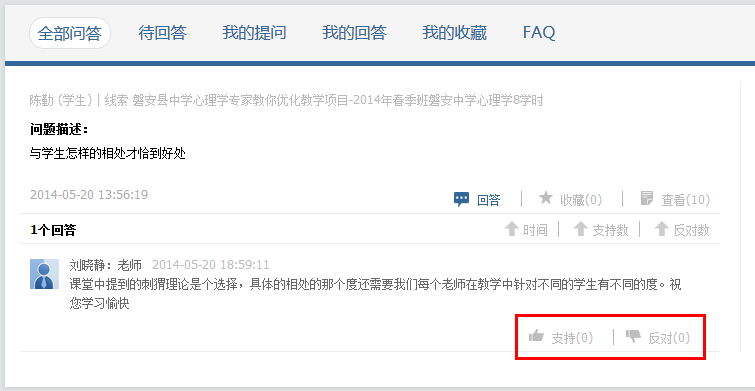 全部问答 待回答 我的提问 我的回答 我的收藏 FAQ
陈勤 (学生) | 线索 磐安县中学心理学专家教你优化教学项目-2014年春季班磐安中学心理学8学时
问题描述：
与学生怎样的相处才恰到好处
2014-05-20 13:56:19 回答 | 收藏(0) | 查看(10)
1个回答 时间 | 支持数 | 反对数
刘晓静：老师 2014-05-20 18:59:11
课堂中提到的刺猬理论是个选择，具体的相处的那个度还需要我们每个老师在教学中针对不同的学生有不同的度。祝
您学习愉快
支持(0) | 反对(0)